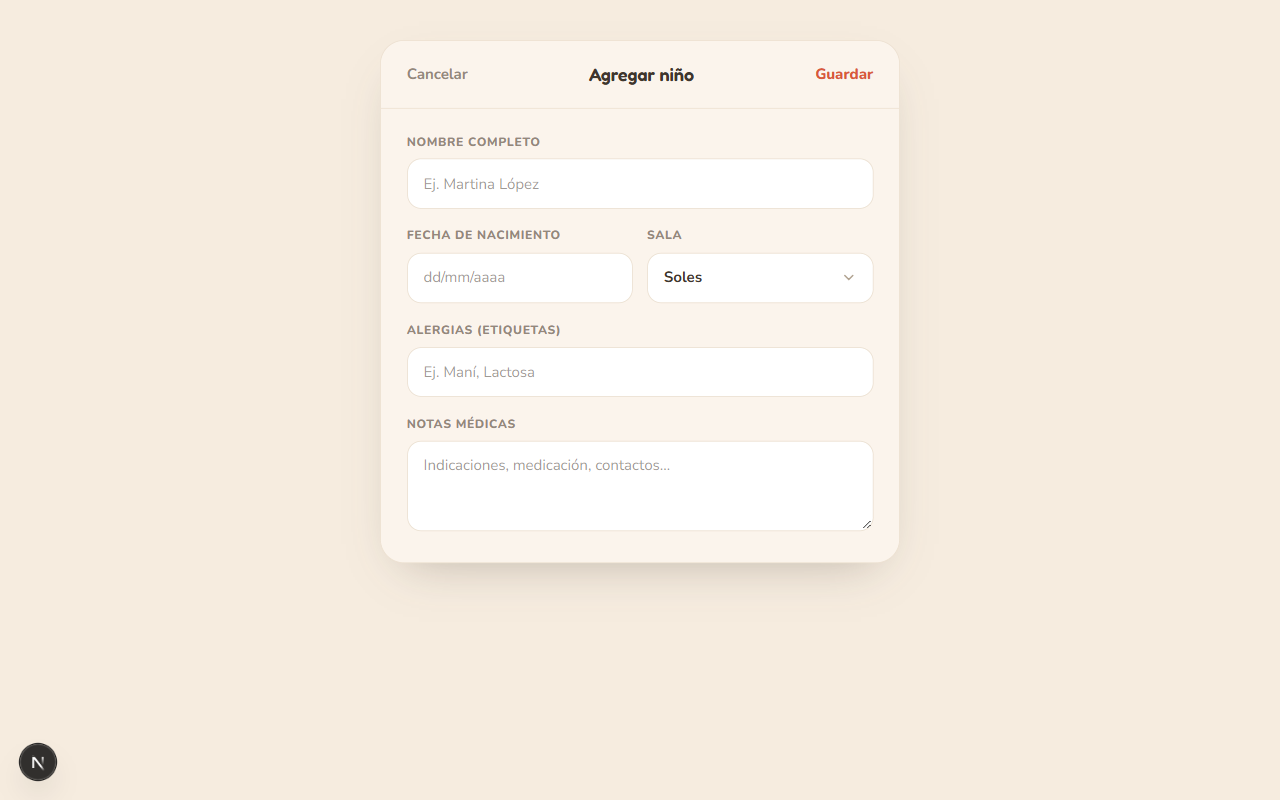 Cancelar
Agregar niño
Guardar
NOMBRE COMPLETO
Ej. Martina López
FECHA DE NACIMIENTO
SALA
dd/mm/aaaa
Soles
ALERGIAS (ETIQUETAS)
Ej. Maní, Lactosa
NOTAS MÉDICAS
Indicaciones, medicación, contactos...
N